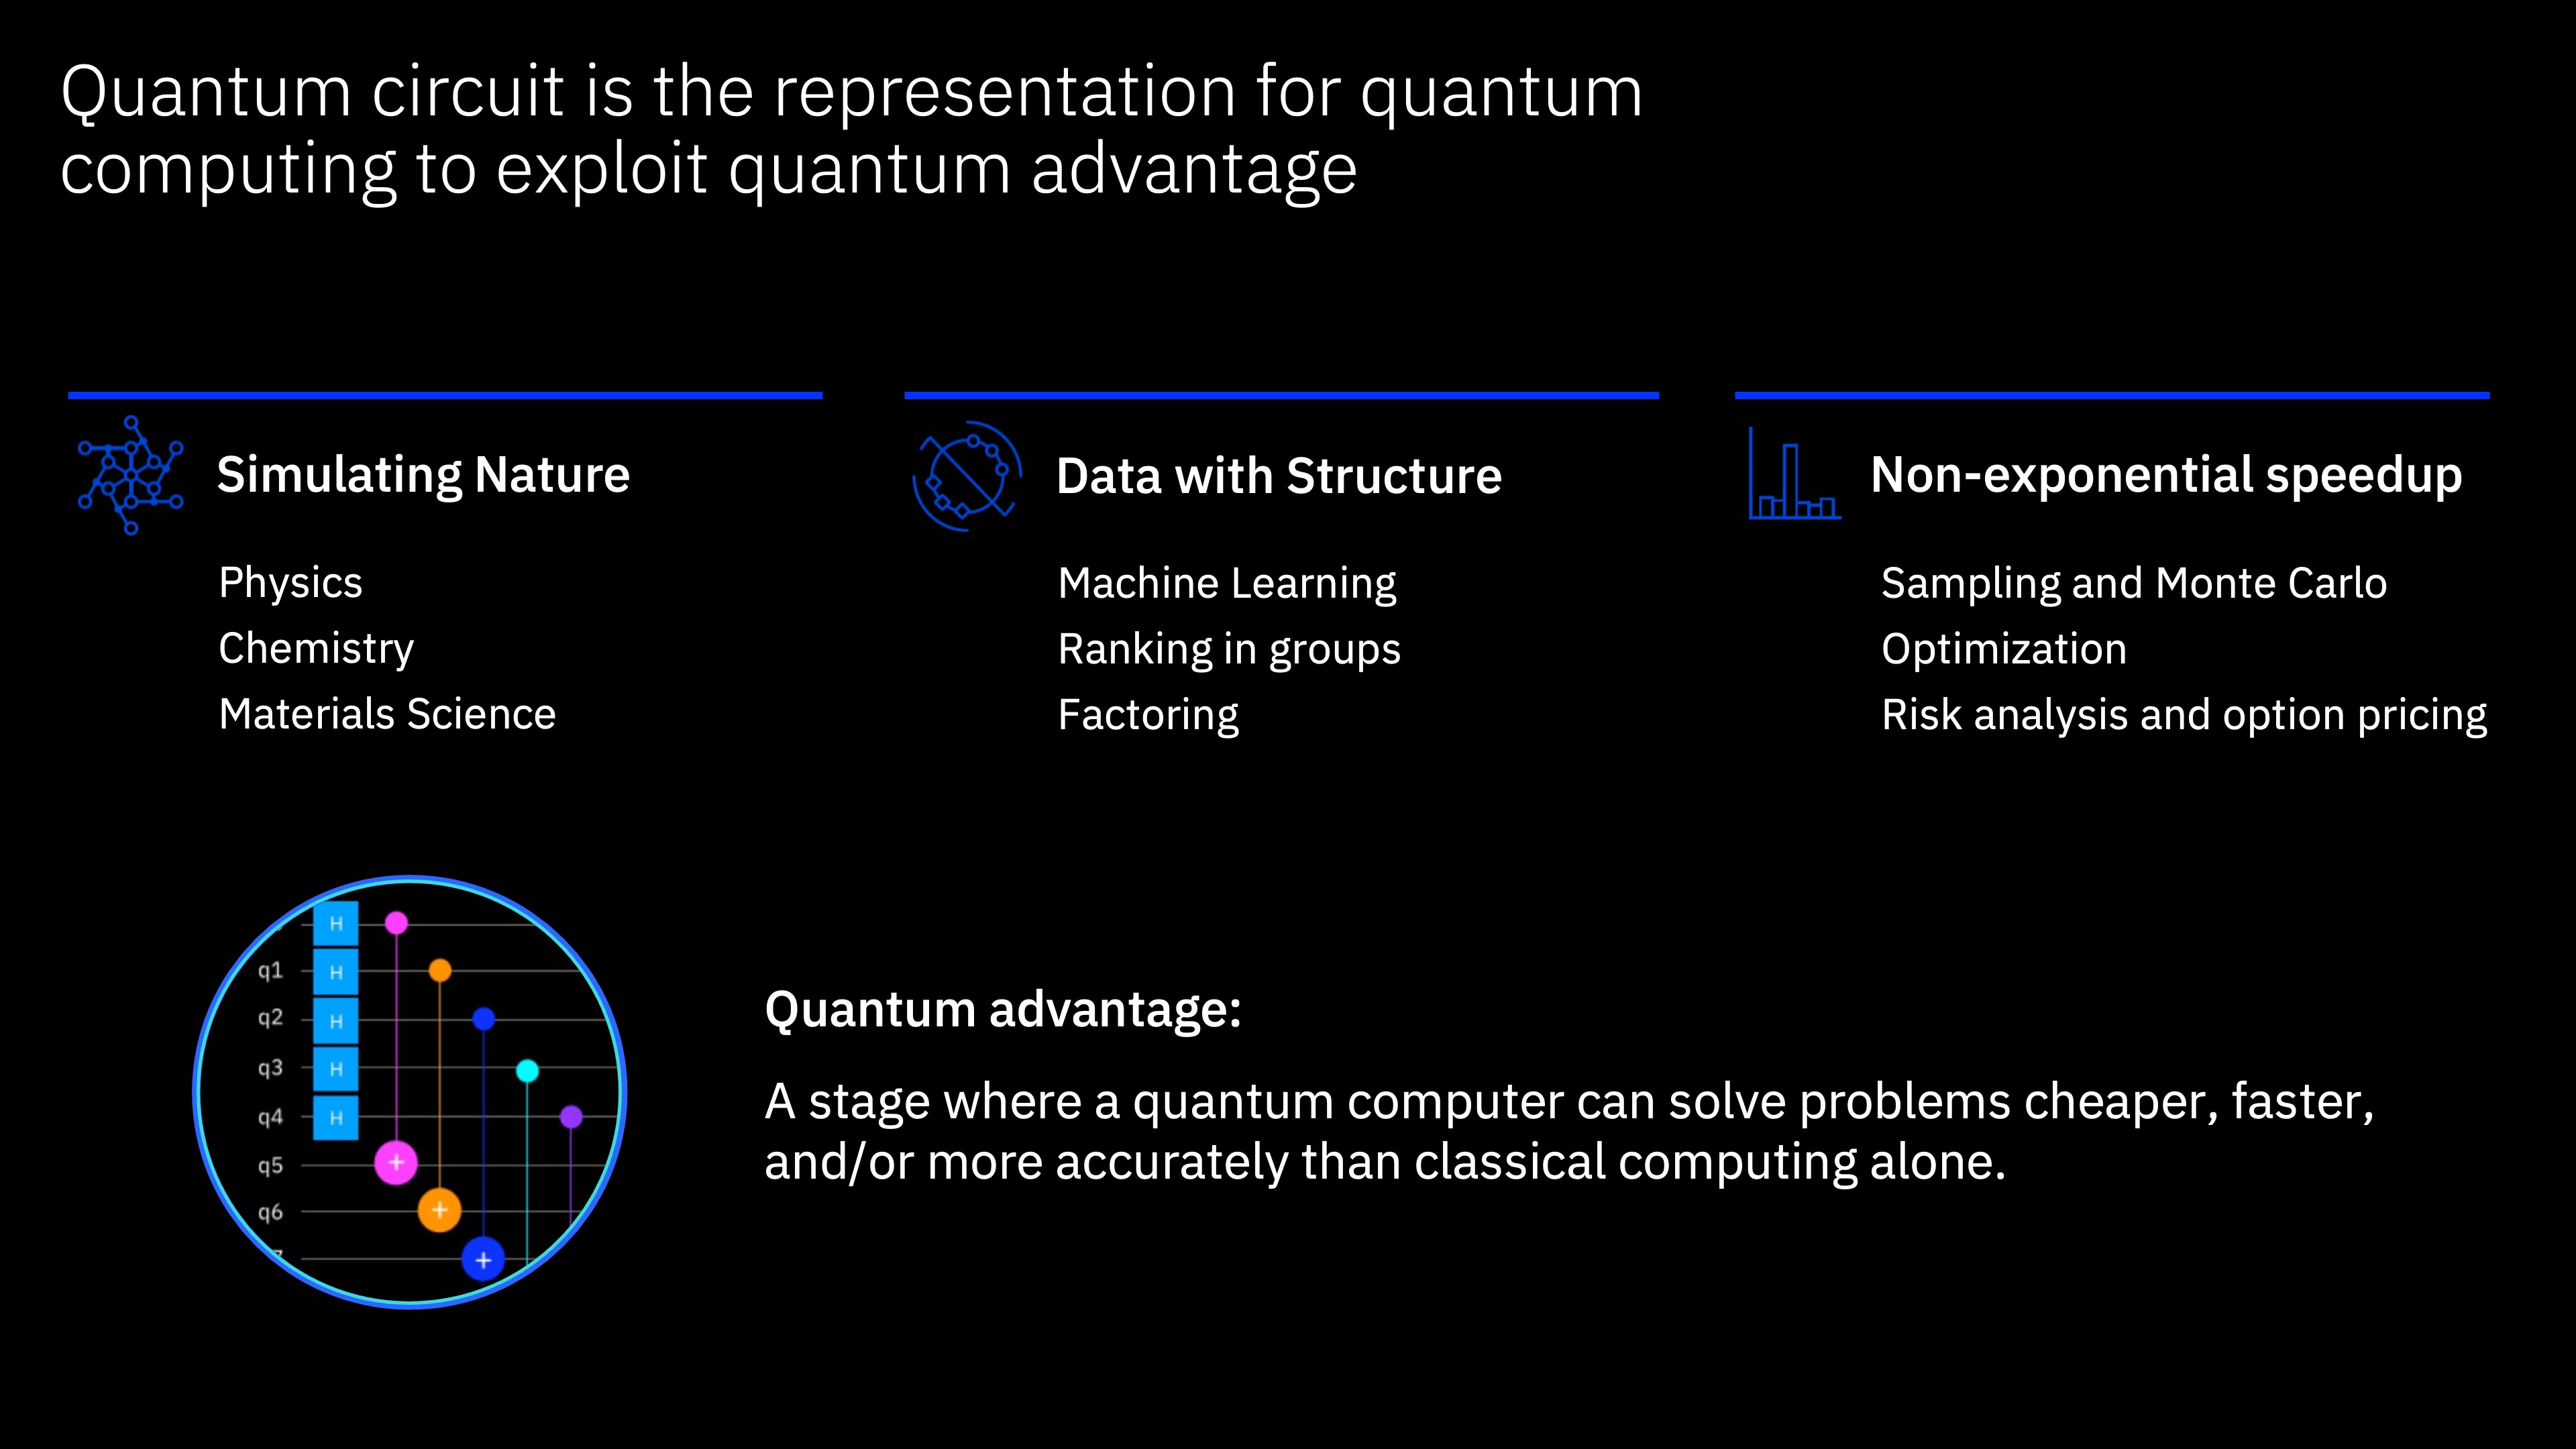 Quantum circuit is the representation for quantum
computing to exploit quantum advantage
Simulating Nature
Physics
Chemistry
Materials Science
Data with Structure
Machine Learning
Ranking in groups
Factoring
Non-exponential speedup
Sampling and Monte Carlo
Optimization
Risk analysis and option pricing
H
q1 H
q2 H
q3 H
q4 H
q5 +
q6 +
+
Quantum advantage:
A stage where a quantum computer can solve problems cheaper, faster,
and/or more accurately than classical computing alone.